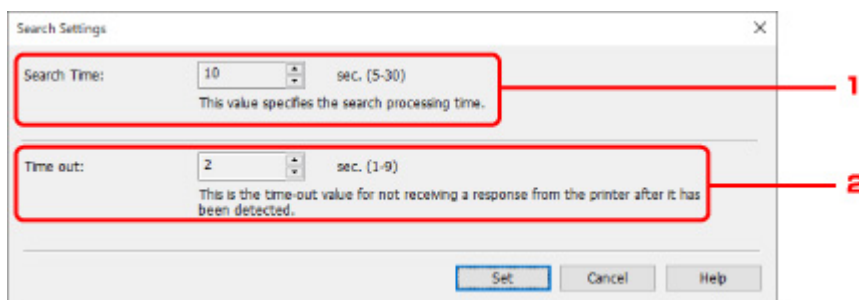 Search Settings
Search Time: 10 sec. (5-30)
This value specifies the search processing time.
1
Time out: 2 sec. (1-9)
This is the time-out value for not receiving a response from the printer after it has
been detected.
2
Set Cancel Help